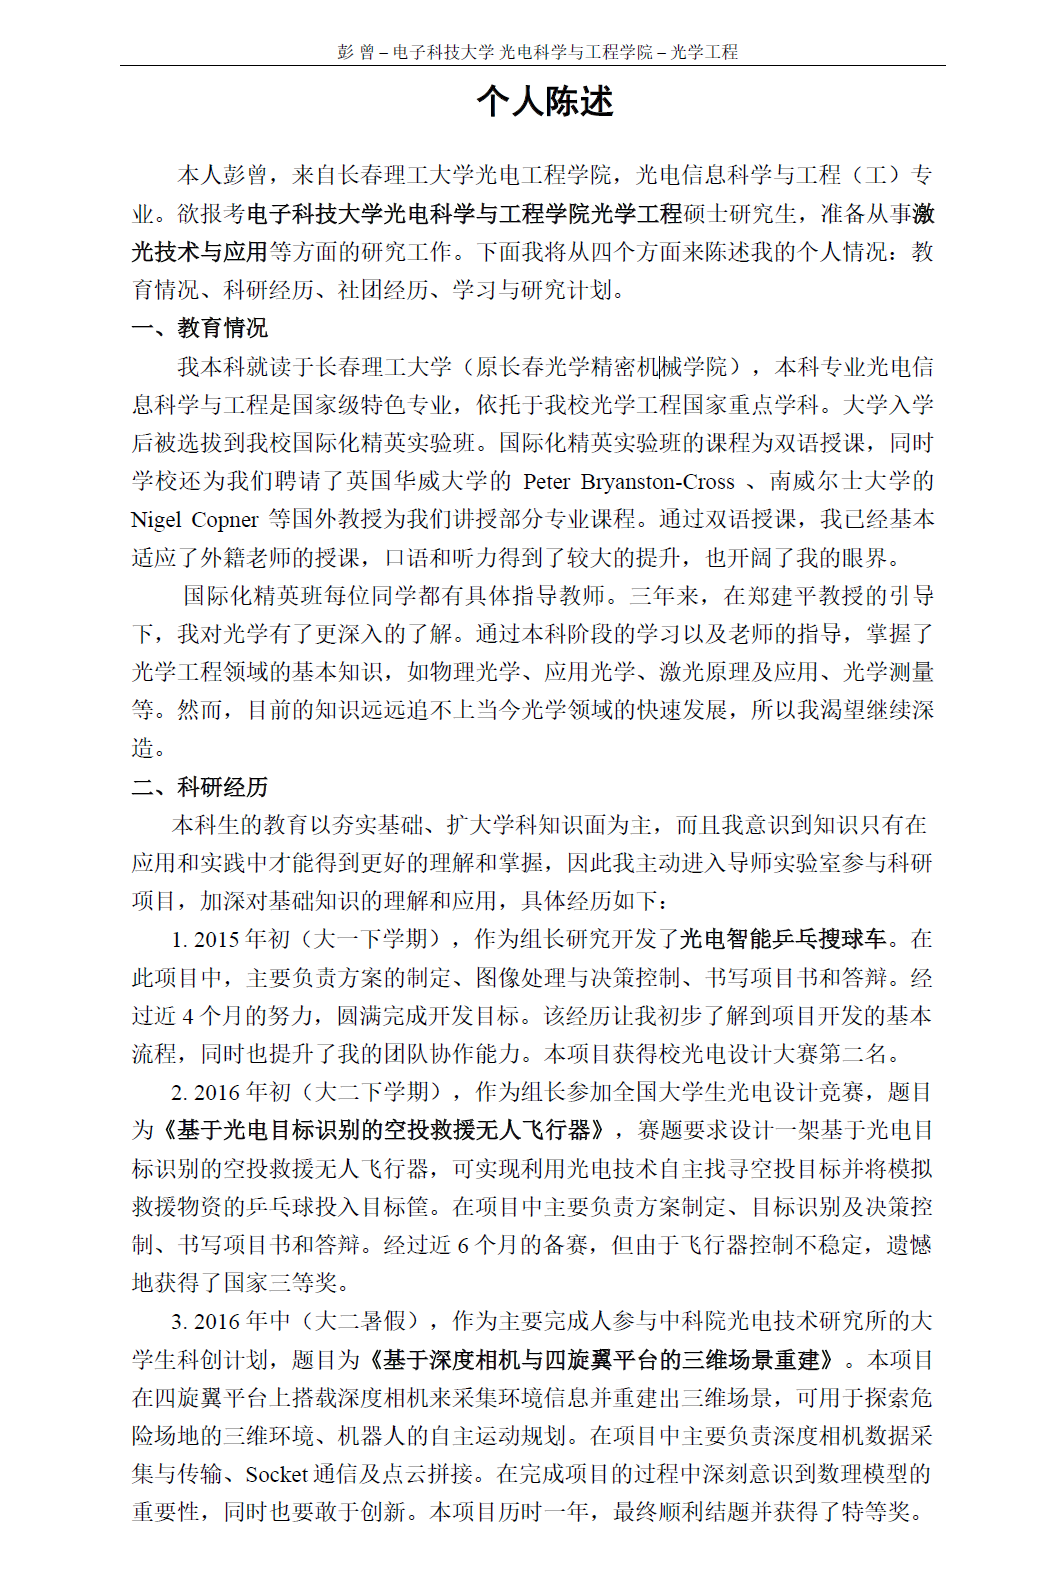 彭 曾 – 电子科技大学 光电科学与工程学院 – 光学工程
个人陈述
本人彭曾，来自长春理工大学光电工程学院，光电信息科学与工程（工）专
业。欲报考电子科技大学光电科学与工程学院光学工程硕士研究生，准备从事激
光技术与应用等方面的研究工作。下面我将从四个方面来陈述我的个人情况：教
育情况、科研经历、社团经历、学习与研究计划。
一、教育情况
我本科就读于长春理工大学（原长春光学精密机械学院），本科专业光电信
息科学与工程是国家级特色专业，依托于我校光学工程国家重点学科。大学入学
后被选拔到我校国际化精英实验班。国际化精英实验班的课程为双语授课，同时
学校还为我们聘请了英国华威大学的 Peter Bryanston-Cross 、南威尔士大学的
Nigel Copner 等国外教授为我们讲授部分专业课程。通过双语授课，我已经基本
适应了外籍老师的授课，口语和听力得到了较大的提升，也开阔了我的眼界。
国际化精英班每位同学都有具体指导教师。三年来，在郑建平教授的引导
下，我对光学有了更深入的了解。通过本科阶段的学习以及老师的指导，掌握了
光学工程领域的基本知识，如物理光学、应用光学、激光原理及应用、光学测量
等。然而，目前的知识远远追不上当今光学领域的快速发展，所以我渴望继续深
造。
二、科研经历
本科生的教育以夯实基础、扩大学科知识面为主，而且我意识到知识只有在
应用和实践中才能得到更好的理解和掌握，因此我主动进入导师实验室参与科研
项目，加深对基础知识的理解和应用，具体经历如下：
1. 2015 年初（大一下学期），作为组长研究开发了光电智能乒乓搜球车。在
此项目中，主要负责方案的制定、图像处理与决策控制、书写项目书和答辩。经
过近 4 个月的努力，圆满完成开发目标。该经历让我初步了解到项目开发的基本
流程，同时也提升了我的团队协作能力。本项目获得校光电设计大赛第二名。
2. 2016 年初（大二下学期），作为组长参加全国大学生光电设计竞赛，题目
为《基于光电目标识别的空投救援无人飞行器》，赛题要求设计一架基于光电目
标识别的空投救援无人飞行器，可实现利用光电技术自主找寻空投目标并将模拟
救援物资的乒乓球投入目标筐。在项目中主要负责方案制定、目标识别及决策控
制、书写项目书和答辩。经过近 6 个月的备赛，但由于飞行器控制不稳定，遗憾
地获得了国家三等奖。
3. 2016 年中（大二暑假），作为主要完成人参与中科院光电技术研究所的大
学生科创计划，题目为《基于深度相机与四旋翼平台的三维场景重建》。本项目
在四旋翼平台上搭载深度相机来采集环境信息并重建出三维场景，可用于探索危
险场地的三维环境、机器人的自主运动规划。在项目中主要负责深度相机数据采
集与传输、Socket 通信及点云拼接。在完成项目的过程中深刻意识到数理模型的
重要性，同时也要敢于创新。本项目历时一年，最终顺利结题并获得了特等奖。